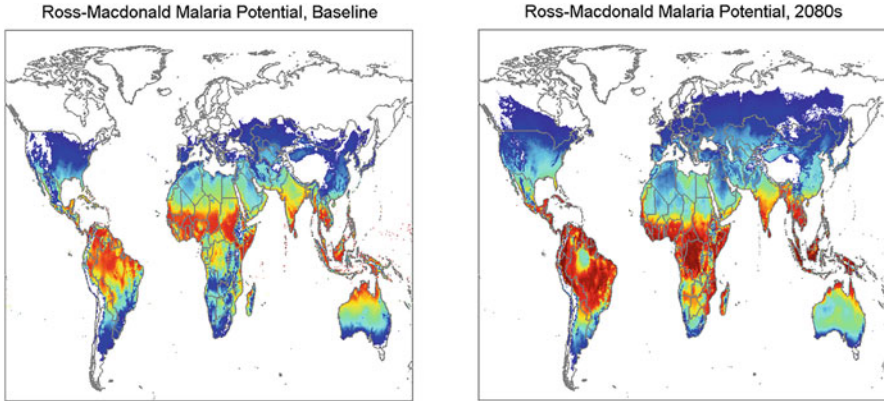 Ross-Macdonald Malaria Potential, Baseline
Ross-Macdonald Malaria Potential, 2080s